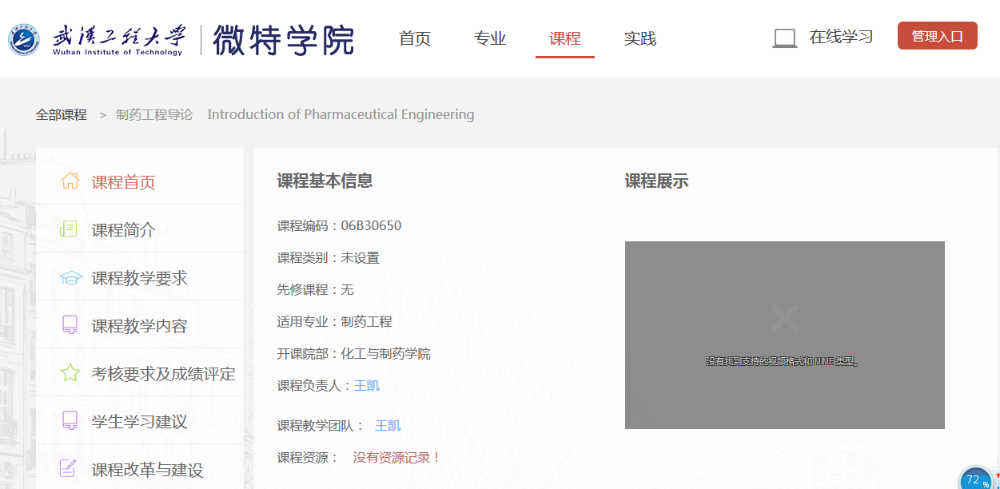 武汉工程大学
Wuhan Institute of Technology
微特学院
首页 专业 课程 实践
在线学习
管理入口
全部课程 > 制药工程导论 Introduction of Pharmaceutical Engineering
课程首页
课程简介
课程教学要求
课程教学内容
考核要求及成绩评定
学生学习建议
课程改革与建设
课程基本信息
课程编码：06B30650
课程类别：未设置
先修课程：无
适用专业：制药工程
开课院部：化工与制药学院
课程负责人：王凯
课程教学团队： 王凯
课程资源： 没有资源记录！
课程展示
没有找到支持的视频格式和 MIME 类型。
72%